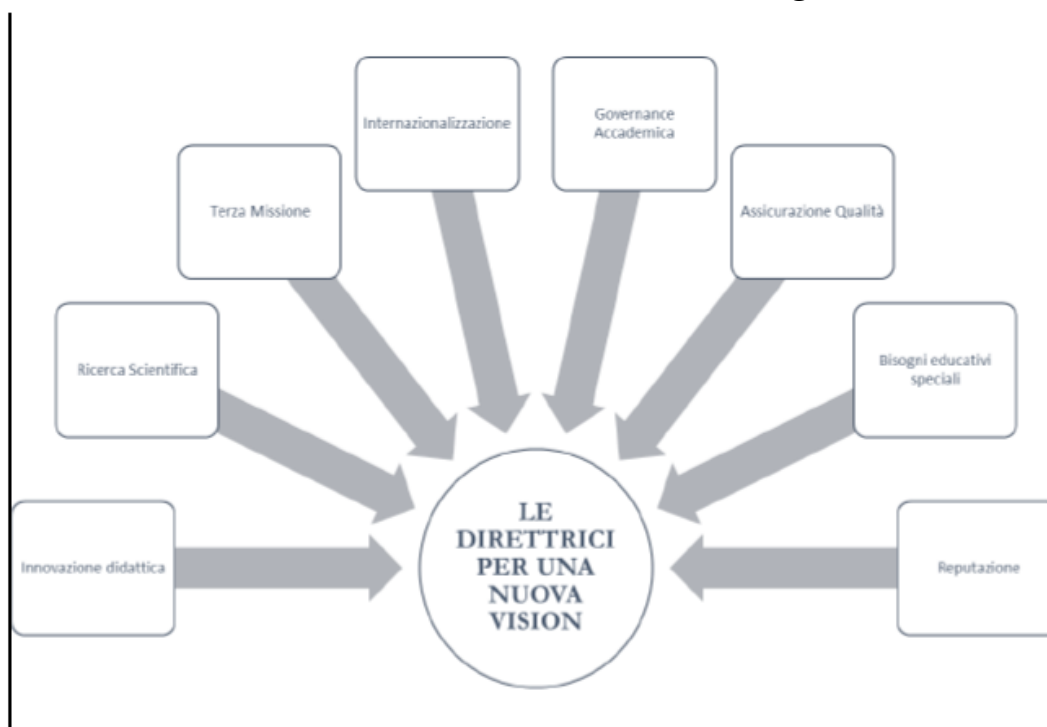 Internazionalizzazione
Governance
Accademica
Terza Missione
Assicurazione Qualità
Ricerca Scientifica
Bisogni educativi
speciali
Innovazione didattica
LE
DIRETTRICI
PER UNA
NUOVA
VISION
Reputazione